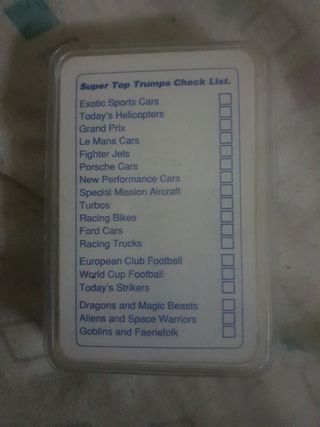 Super Top Trumps Check List.
Exotic Sports Cars
Today's Helicopters
Grand Prix
Le Mans Cars
Fighter Jets
Porsche Cars
New Performance Cars
Special Mission Aircraft
Turbos
Racing Bikes
Ford Cars
Racing Trucks
European Club Football
World Cup Football
Today's Strikers
Dragons and Magic Beasts
Aliens and Space Warriors
Goblins and Faeriefolk